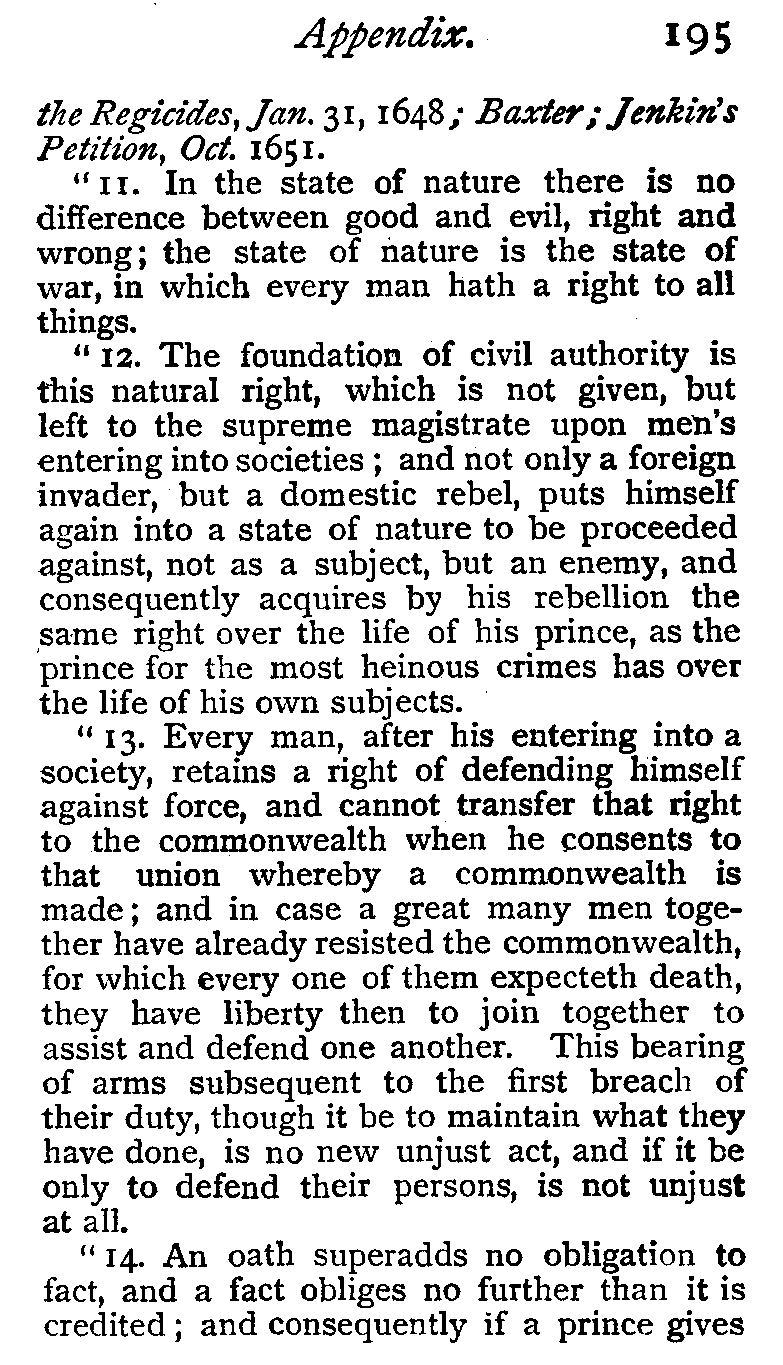 Appendix. 195
the Regicides, Jan. 31, 1648; Baxter; Jenkin's
Petition, Oct. 1651.
"11. In the state of nature there is no
difference between good and evil, right and
wrong; the state of nature is the state of
war, in which every man hath a right to all
things.
"12. The foundation of civil authority is
this natural right, which is not given, but
left to the supreme magistrate upon men's
entering into societies; and not only a foreign
invader, but a domestic rebel, puts himself
again into a state of nature to be proceeded
against, not as a subject, but an enemy, and
consequently acquires by his rebellion the
same right over the life of his prince, as the
prince for the most heinous crimes has over
the life of his own subjects.
"13. Every man, after his entering into a
society, retains a right of defending himself
against force, and cannot transfer that right
to the commonwealth when he consents to
that union whereby a commonwealth is
made; and in case a great many men toge-
ther have already resisted the commonwealth,
for which every one of them expecteth death,
they have liberty then to join together to
assist and defend one another. This bearing
of arms subsequent to the first breach of
their duty, though it be to maintain what they
have done, is no new unjust act, and if it be
only to defend their persons, is not unjust
at all.
"14. An oath superadds no obligation to
fact, and a fact obliges no further than it is
credited; and consequently if a prince gives